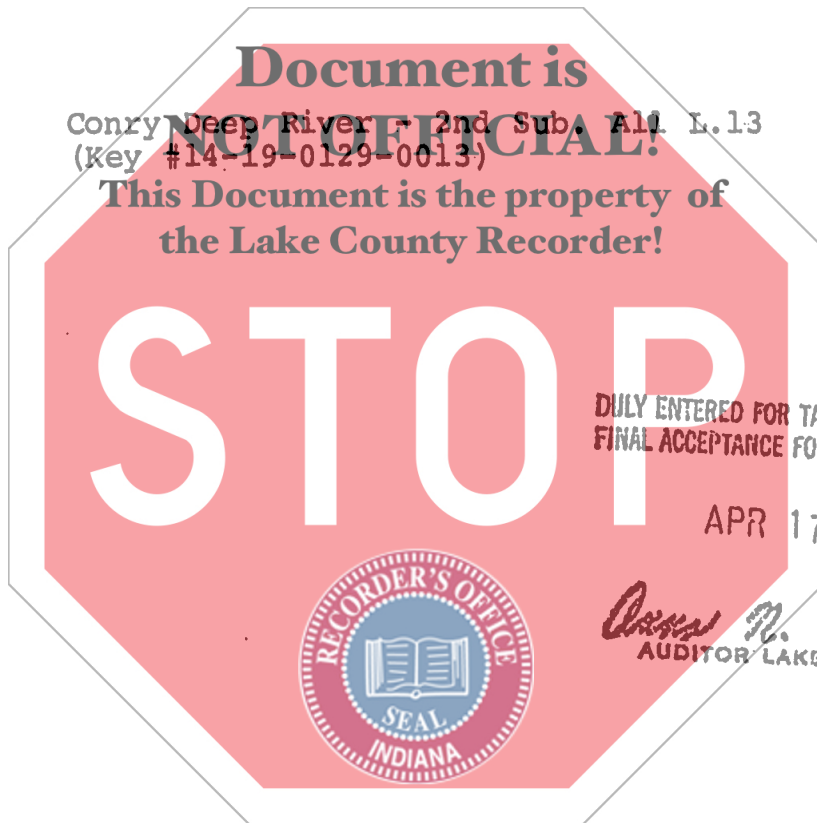 Document is
Conry Deep River - 2nd Sub. All L.13
NOT OFFICIAL!
(Key #14-19-0129-0013)
This Document is the property of
the Lake County Recorder!
STOP
DULY ENTERED FOR TA
FINAL ACCEPTANCE FO
APR 17
Anna N.
AUDITOR LAKE
RECORDER'S OFFICE
SEAL
INDIANA